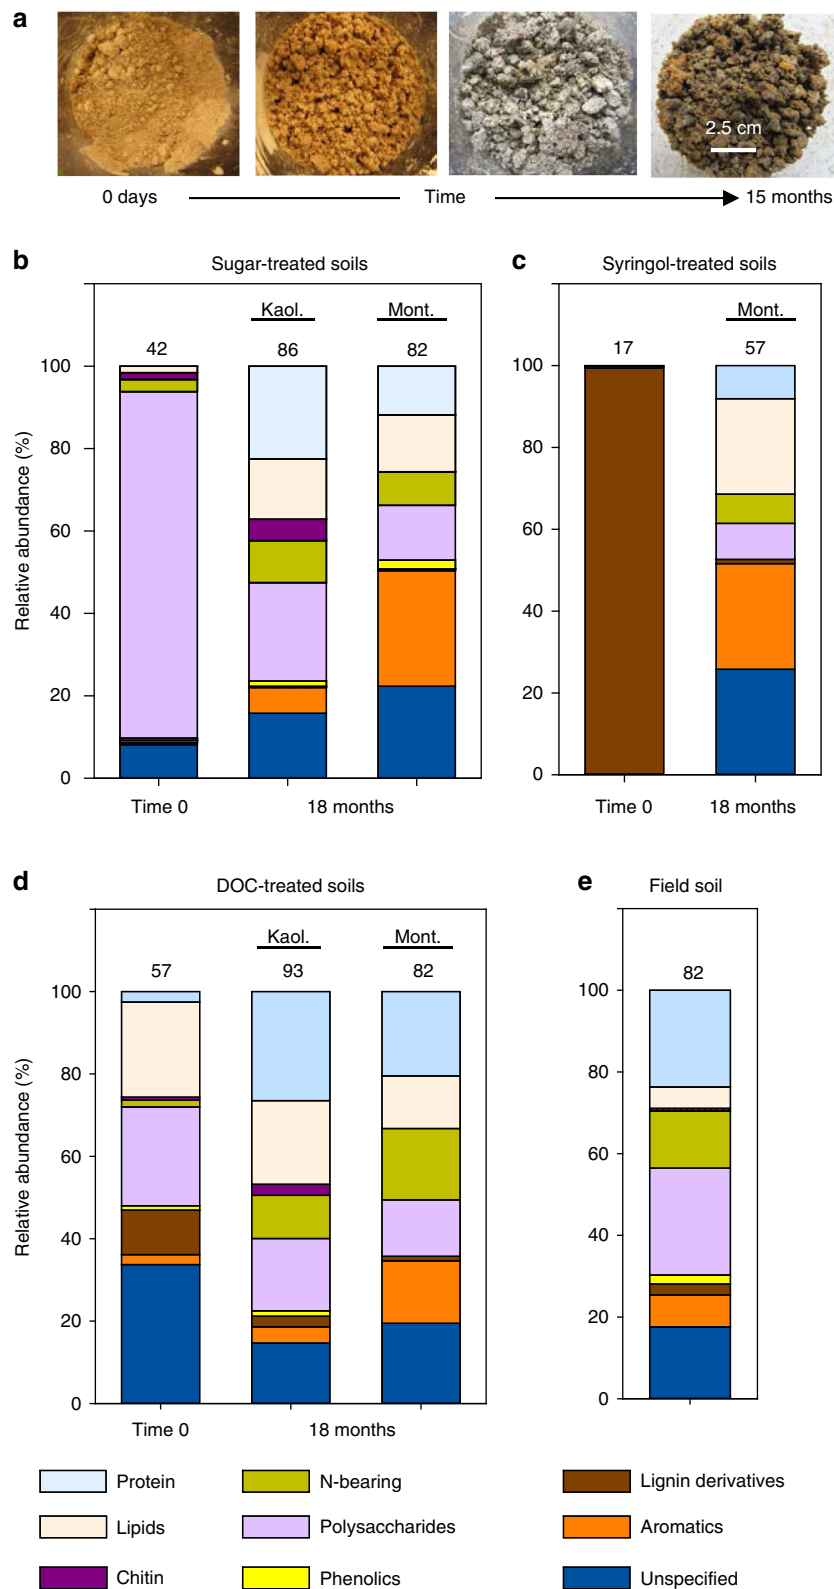 a
2.5 cm
0 days
Time
15 months
b
Sugar-treated soils
Kaol.
Mont.
42
86
82
100
80
60
40
20
0
Relative abundance (%)
Time 0
18 months
c
Syringol-treated soils
Mont.
17
57
100
80
60
40
20
0
Time 0
18 months
d
DOC-treated soils
Kaol.
Mont.
57
93
82
100
80
60
40
20
0
Relative abundance (%)
Time 0
18 months
e
Field soil
82
100
80
60
40
20
0
Protein
N-bearing
Lignin derivatives
Lipids
Polysaccharides
Aromatics
Chitin
Phenolics
Unspecified